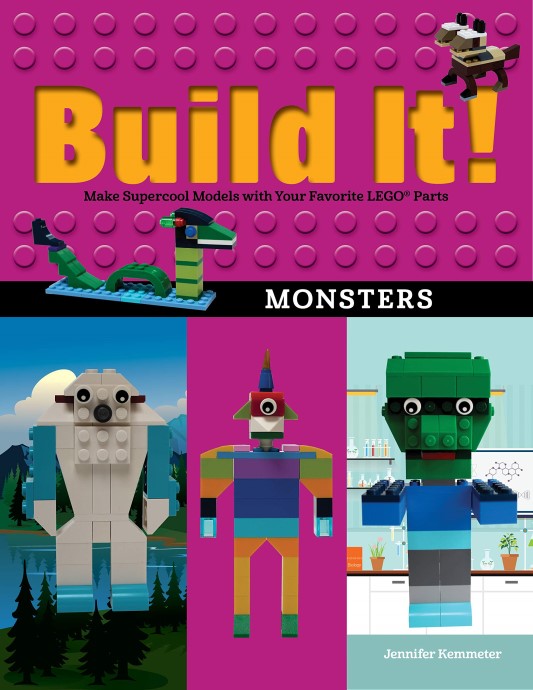 Build It!
Make Supercool Models with Your Favorite LEGO® Parts
MONSTERS
Jennifer Kemmeter